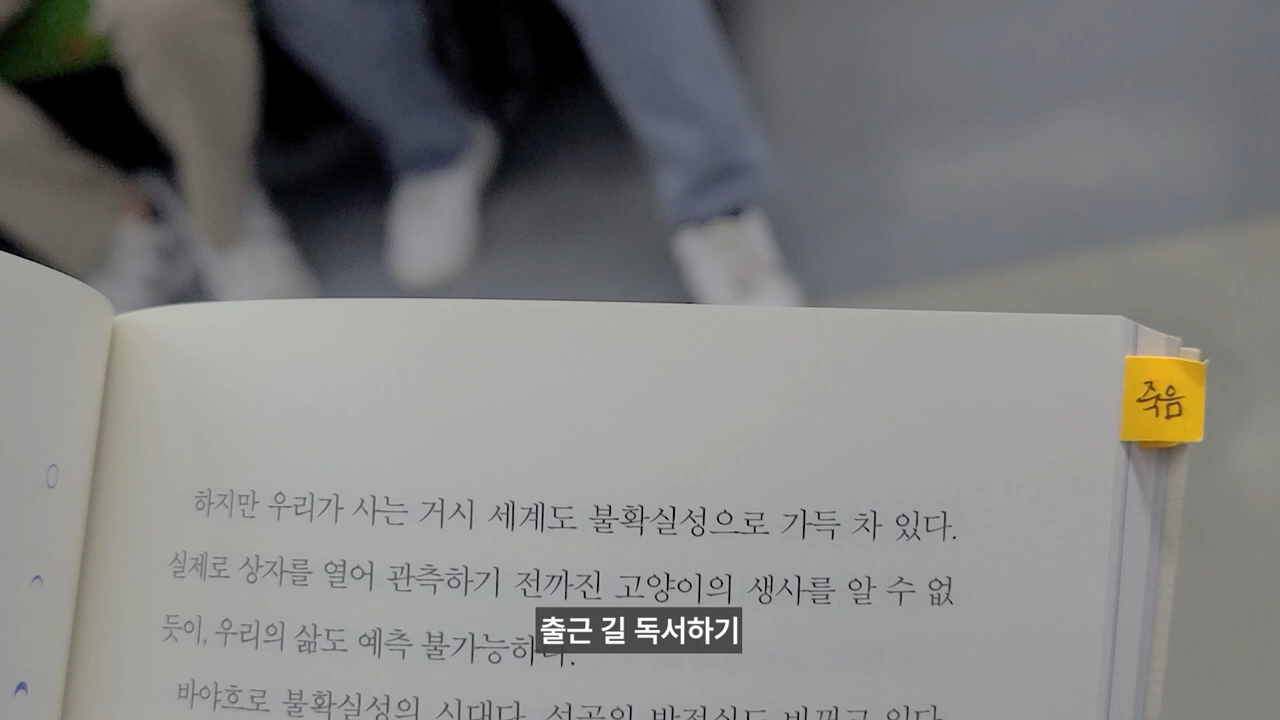 죽음
하지만 우리가 사는 거시 세계도 불확실성으로 가득 차 있다.
실제로 상자를 열어 관측하기 전까진 고양이의 생사를 알 수 없
듯이, 우리의 삶도 예측 불가능하다.
출근 길 독서하기
바야흐로 불확실성의 시대다.